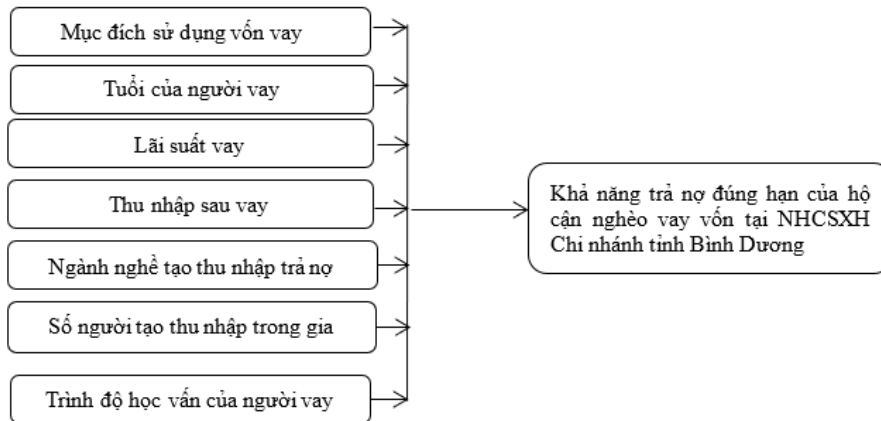 Mục đích sử dụng vốn vay
Tuổi của người vay
Lãi suất vay
Thu nhập sau vay
Ngành nghề tạo thu nhập trả nợ
Số người tạo thu nhập trong gia
Trình độ học vấn của người vay
Khả năng trả nợ đúng hạn của hộ
cận nghèo vay vốn tại NHCSXH
Chi nhánh tỉnh Bình Dương